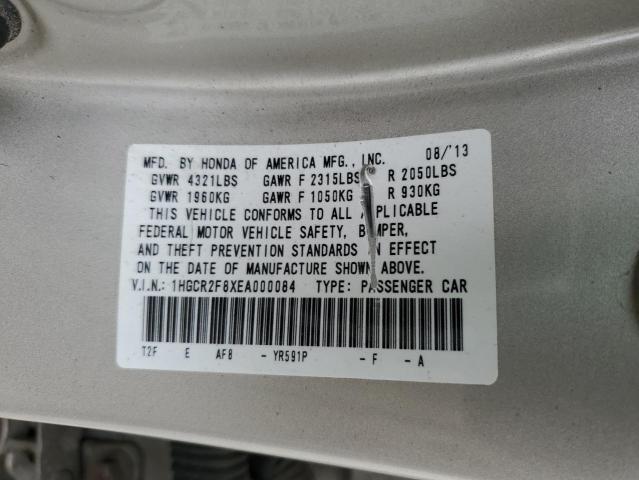 MFD. BY HONDA OF AMERICA MFG., INC. 08/'13
GVWR 4321LBS GAWR F 2315LBS R 2050LBS
GVWR 1960KG GAWR F 1050KG R 930KG
THIS VEHICLE CONFORMS TO ALL APPLICABLE
FEDERAL MOTOR VEHICLE SAFETY, BUMPER,
AND THEFT PREVENTION STANDARDS IN EFFECT
ON THE DATE OF MANUFACTURE SHOWN ABOVE.
V.I.N.: 1HGCR2F8XEA000084 TYPE: PASSENGER CAR
T2F E AF8 - YR591P - F - A